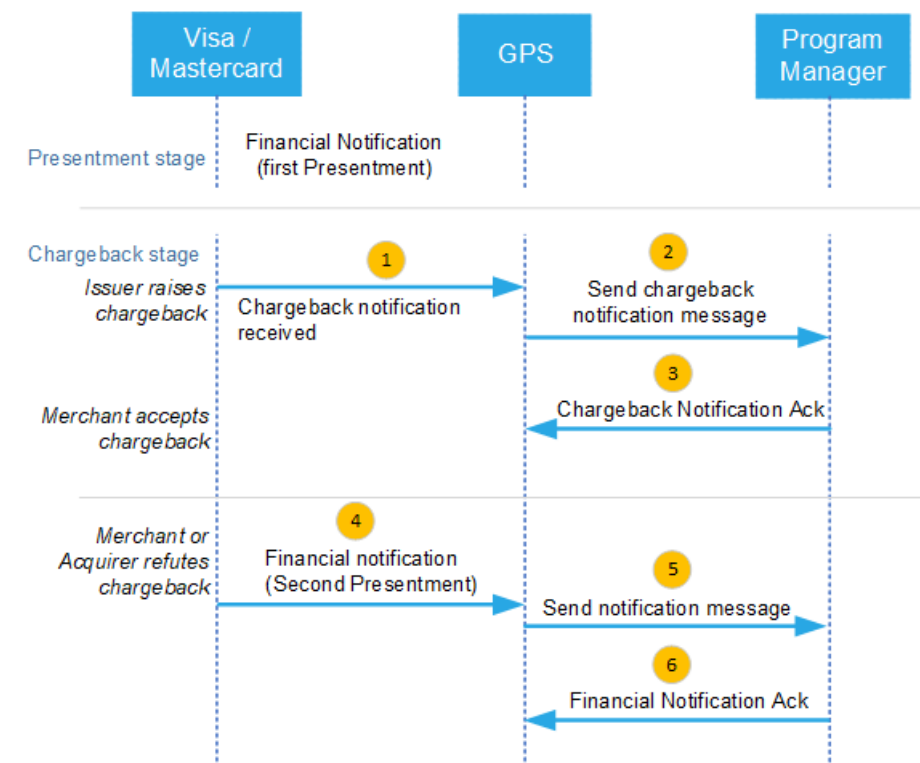 Visa /
Mastercard
GPS
Program
Manager
Presentment stage
Financial Notification
(first Presentment)
Chargeback stage
Issuer raises
chargeback
1
Chargeback notification
received
2
Send chargeback
notification message
3
Chargeback Notification Ack
Merchant accepts
chargeback
Merchant or
Acquirer refutes
chargeback
4
Financial notification
(Second Presentment)
5
Send notification message
6
Financial Notification Ack